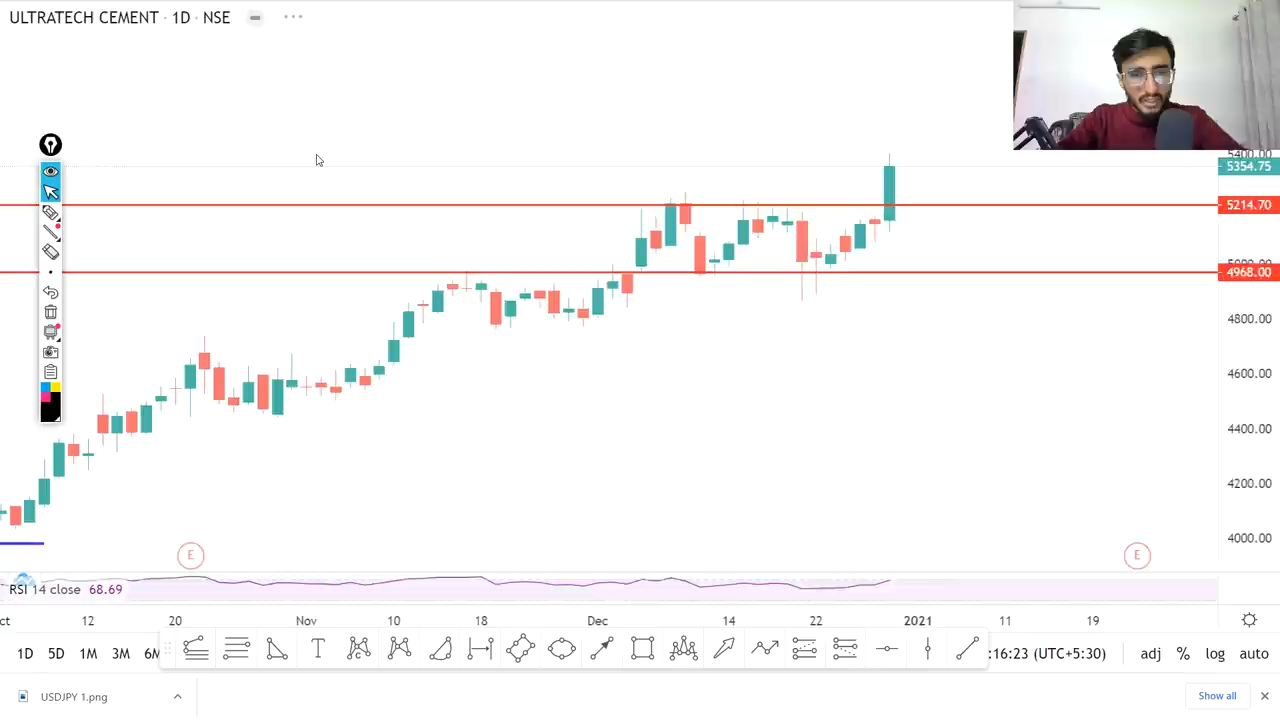 ULTRATECH CEMENT · 1D · NSE
5354.75
5214.70
4968.00
4800.00
4600.00
4400.00
4200.00
4000.00
E
E
RSI 14 close 68.69
ct
12
20
Nov
10
18
Dec
14
22
2021
11
19
1D
5D
1M
3M
6M
:16:23 (UTC+5:30)
adj
%
log
auto
USDJPY 1.png
Show all